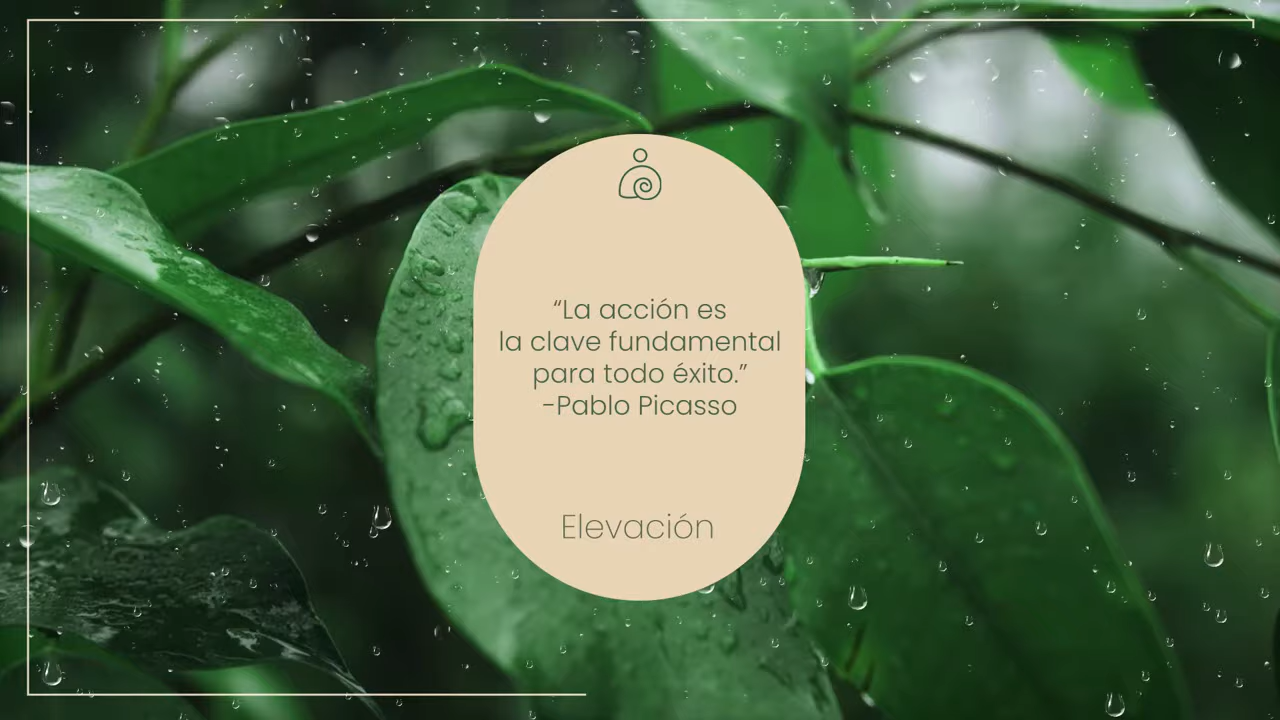 “La acción es
la clave fundamental
para todo éxito.”
-Pablo Picasso
Elevación